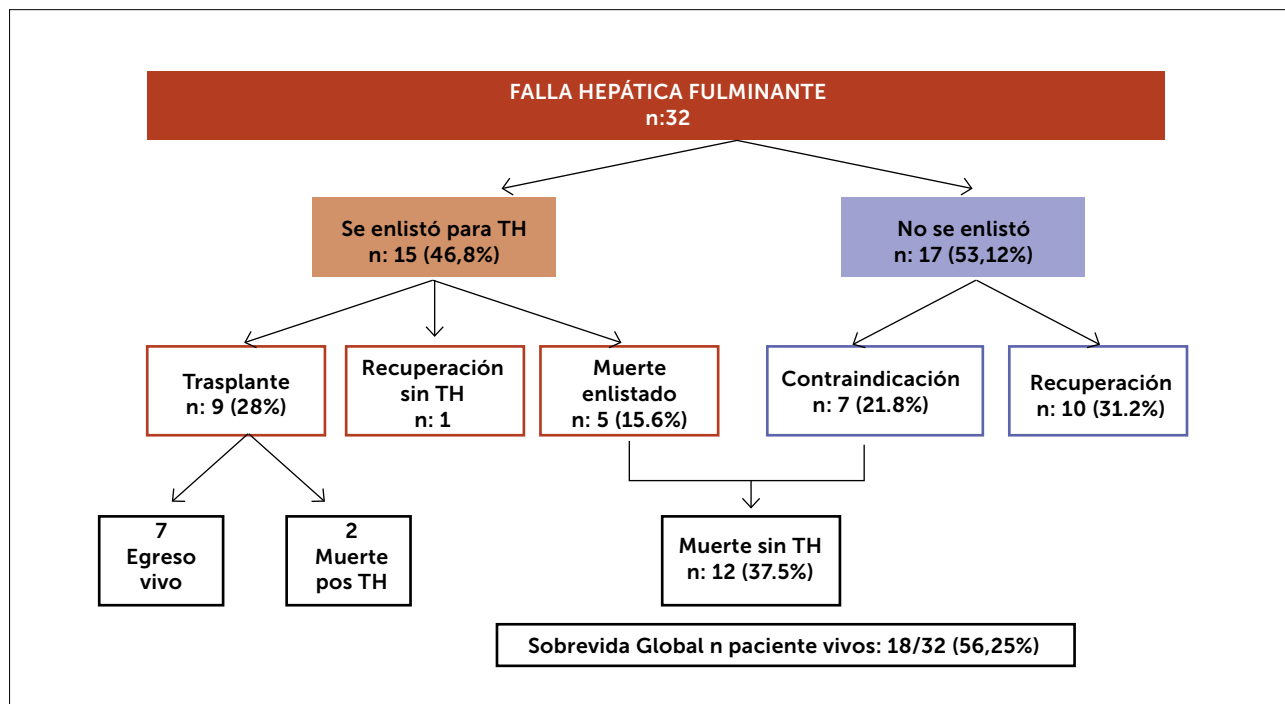 FALLA HEPÁTICA FULMINANTE
n:32
Se enlistó para TH
n: 15 (46,8%)
No se enlistó
n: 17 (53,12%)
Trasplante
n: 9 (28%)
Recuperación
sin TH
n: 1
Muerte
enlistado
n: 5 (15.6%)
Contraindicación
n: 7 (21.8%)
Recuperación
n: 10 (31.2%)
7
Egreso
vivo
2
Muerte
pos TH
Muerte sin TH
n: 12 (37.5%)
Sobrevida Global n paciente vivos: 18/32 (56,25%)